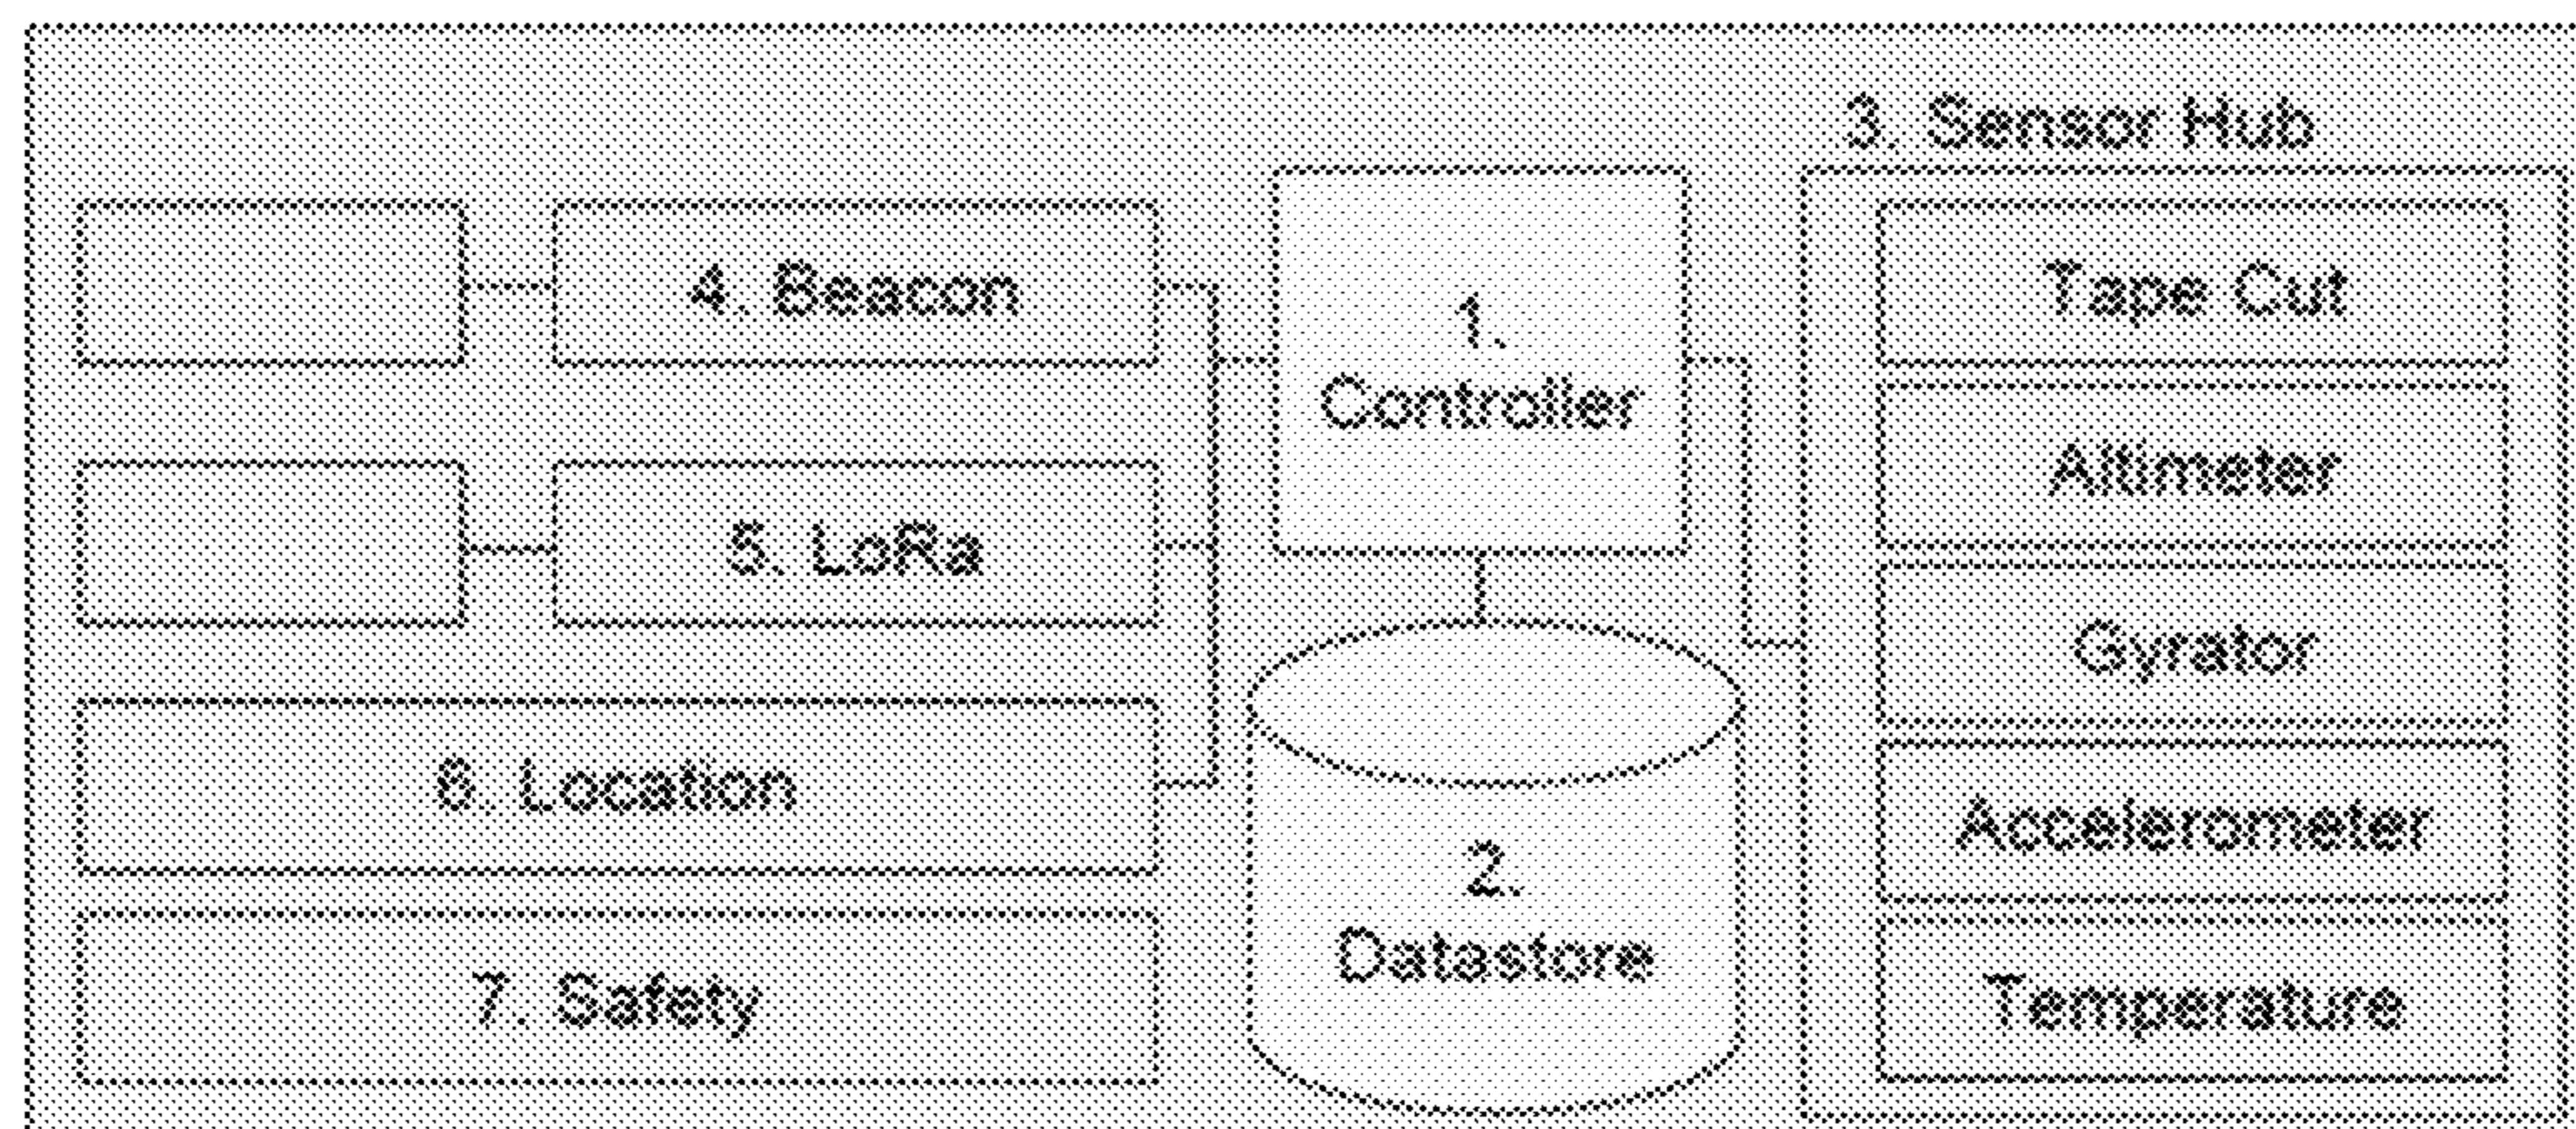 3. Sensor Hub
4. Beacon
1.
Controller
Tape Cut
Altimeter
5. LoRa
Gyrator
6. Location
2.
Datastore
Accelerometer
7. Safety
Temperature